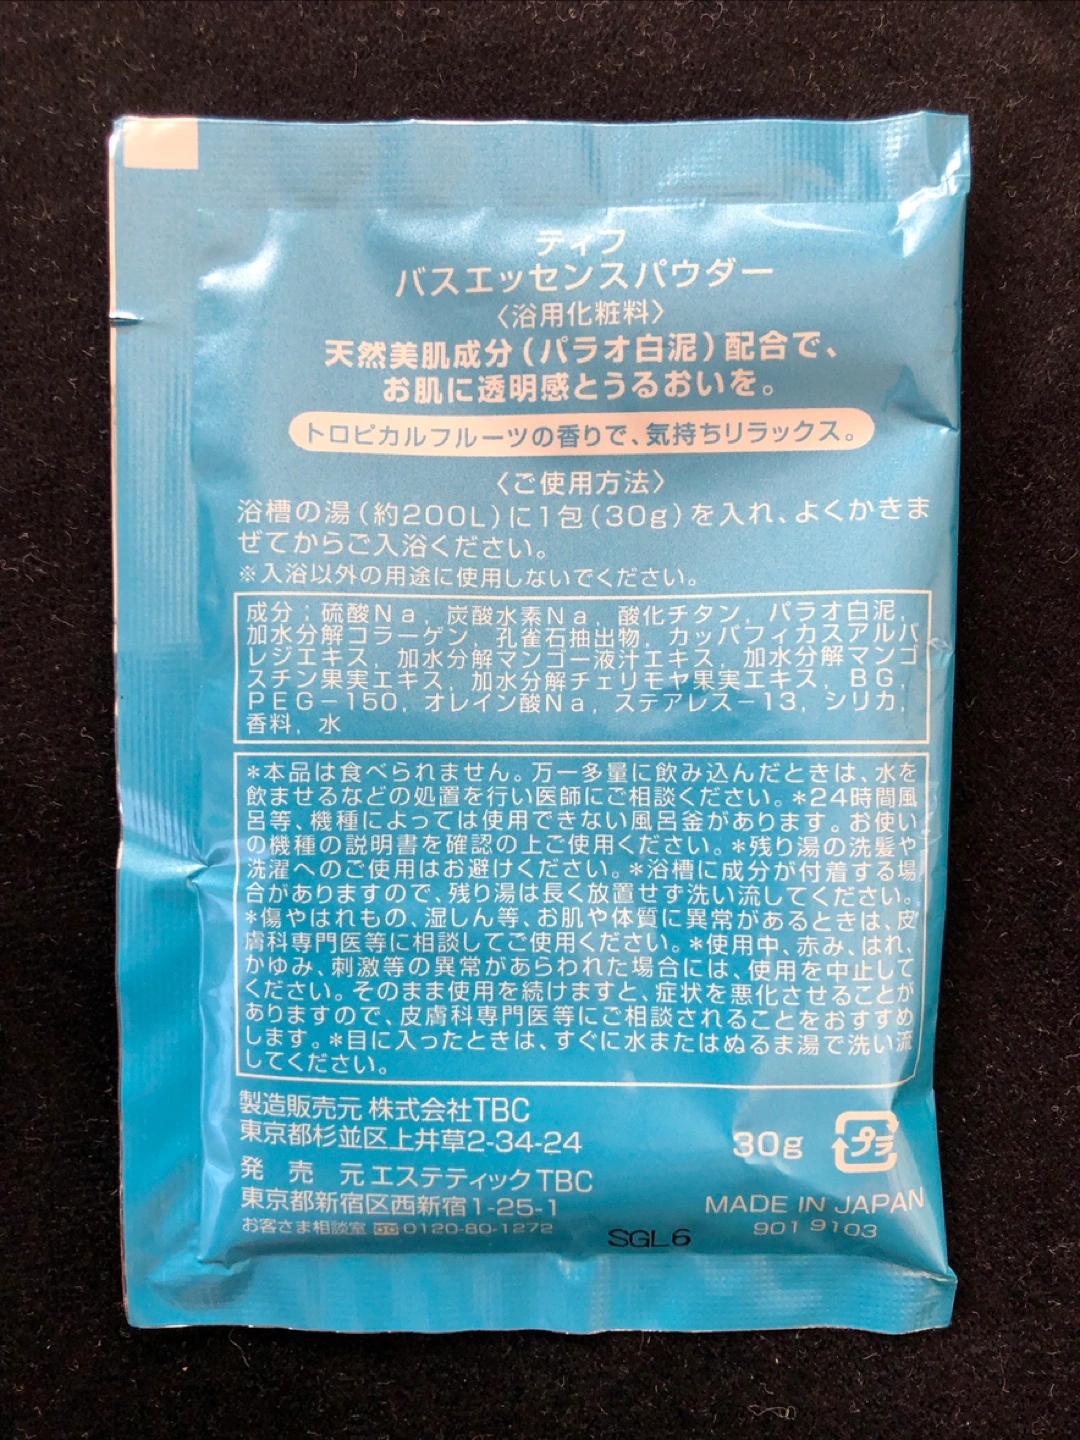 ティフ
バスエッセンスパウダー
〈浴用化粧料〉
天然美肌成分(パラオ白泥)配合で、
お肌に透明感とうるおいを。
トロピカルフルーツの香りで、気持ちリラックス。
〈ご使用方法〉
浴槽の湯(約200L)に1包(30g)を入れ、よくかきま
ぜてからご入浴ください。
※入浴以外の用途に使用しないでください。
成分;硫酸Na, 炭酸水素Na, 酸化チタン, パラオ白泥,
加水分解コラーゲン, 孔雀石抽出物, カッパフィカスアルバ
レジエキス, 加水分解マンゴー液汁エキス, 加水分解マンゴ
スチン果実エキス, 加水分解チェリモヤ果実エキス, BG,
PEG-150, オレイン酸Na, ステアレス-13, シリカ,
香料, 水
*本品は食べられません。万一多量に飲み込んだときは、水を
飲ませるなどの処置を行い医師にご相談ください。*24時間風
呂等、機種によっては使用できない風呂釜があります。お使い
の機種の説明書を確認の上ご使用ください。*残り湯の洗髪や
洗濯へのご使用はお避けください。*浴槽に成分が付着する場
合がありますので、残り湯は長く放置せず洗い流してください。
*傷やはれもの、湿しん等、お肌や体質に異常があるときは、皮
膚科専門医等に相談してご使用ください。*使用中、赤み、はれ、
かゆみ、刺激等の異常があらわれた場合には、使用を中止して
ください。そのまま使用を続けますと、症状を悪化させることが
ありますので、皮膚科専門医等にご相談されることをおすすめ
します。*目に入ったときは、すぐに水またはぬるま湯で洗い流
してください。
製造販売元 株式会社TBC
東京都杉並区上井草2-34-24
発 売 元 エステティックTBC
東京都新宿区西新宿1-25-1
お客さま相談室 0120-80-1272
30g プラ
MADE IN JAPAN
901 9103
SGL6